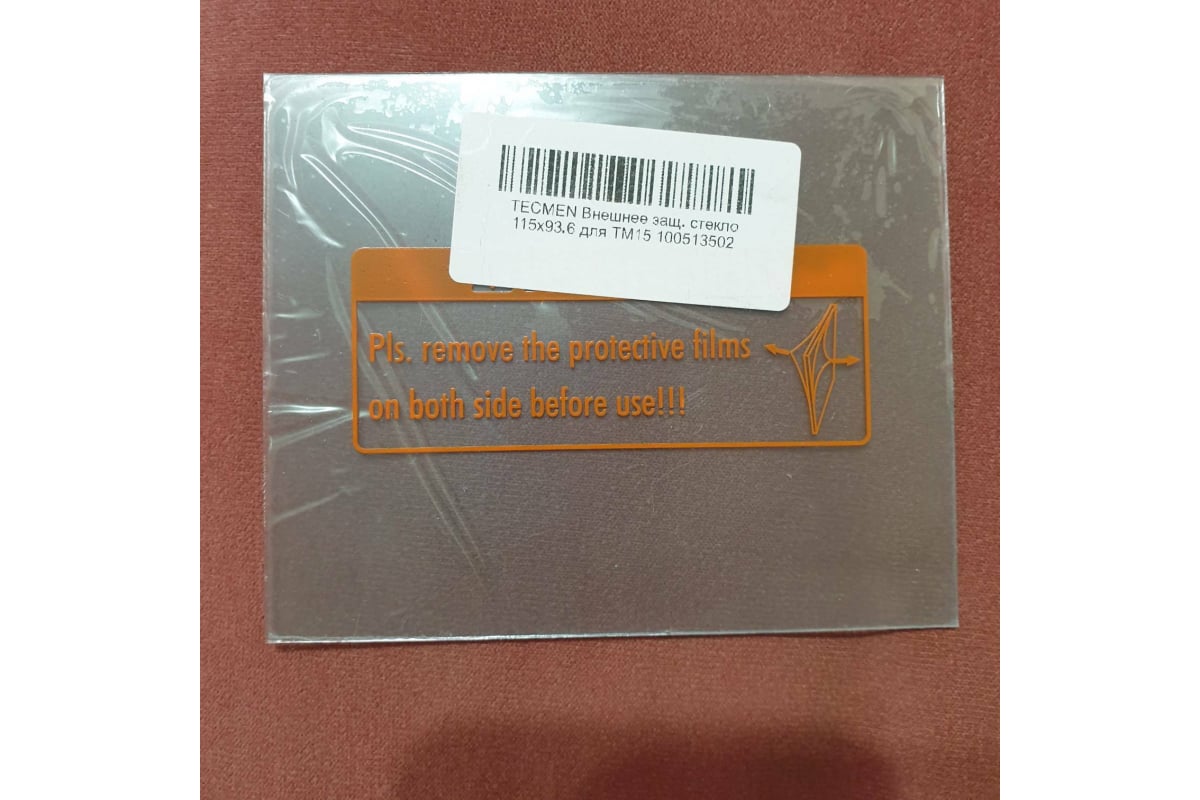 TECMEN Внешнее защ. стекло
115x93.6 для TM15 100513502
Pls. remove the protective films
on both side before use!!!